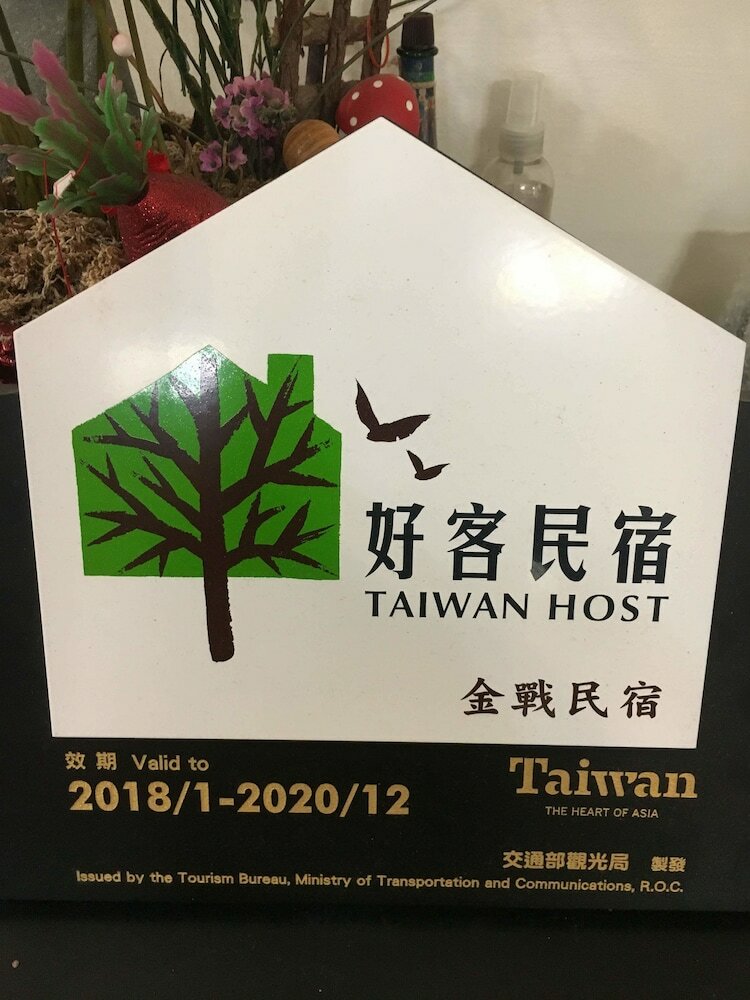 好客民宿
TAIWAN HOST
金戰民宿
效期 Valid to
2018/1-2020/12
Taiwan
THE HEART OF ASIA
交通部觀光局 製發
Issued by the Tourism Bureau, Ministry of Transportation and Communications, R.O.C.